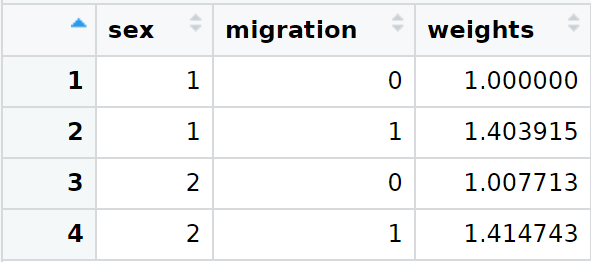 sex migration weights
1 1 0 1.000000
2 1 1 1.403915
3 2 0 1.007713
4 2 1 1.414743